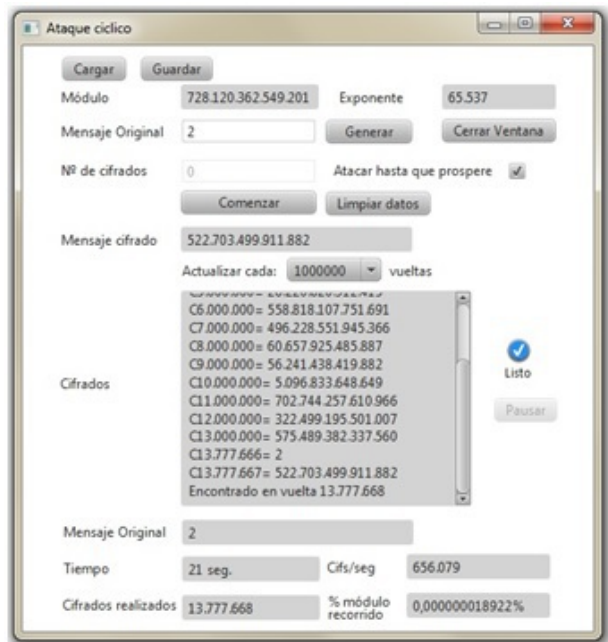 Ataque cíclico
Cargar Guardar
Módulo 728.120.362.549.201 Exponente 65.537
Mensaje Original 2 Generar Cerrar Ventana
Nº de cifrados 0 Atacar hasta que prospere
Comenzar Limpiar datos
Mensaje cifrado 522.703.499.911.882
Actualizar cada: 1000000 vueltas
C6.000.000= 558.818.107.751.691
C7.000.000= 496.228.551.945.366
C8.000.000= 60.657.925.485.887
C9.000.000= 56.241.438.419.882
C10.000.000= 5.096.833.648.649
C11.000.000= 702.744.257.610.966
C12.000.000= 322.499.195.501.007
C13.000.000= 575.489.382.337.560
C13.777.666= 2
C13.777.667= 522.703.499.911.882
Encontrado en vuelta 13.777.668
Cifrados
Listo
Pausar
Mensaje Original 2
Tiempo 21 seg. Cifs/seg 656.079
Cifrados realizados 13.777.668 % módulo recorrido 0,000000018922%